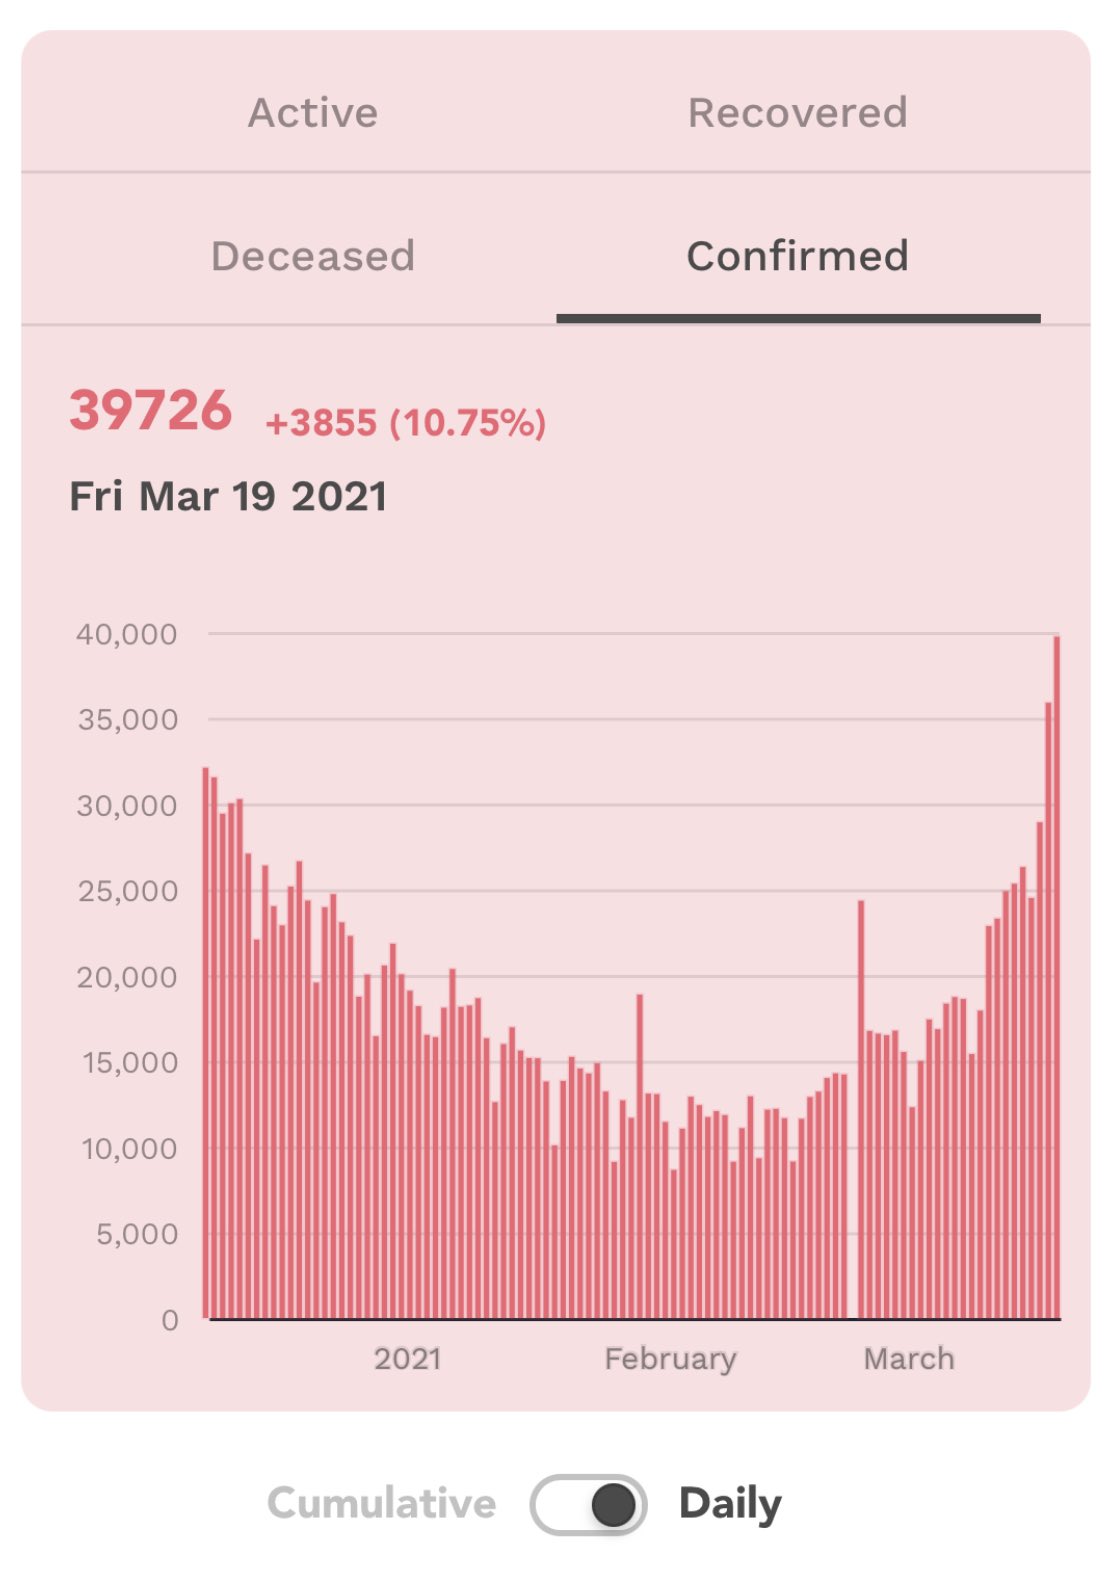 Active Recovered
Deceased Confirmed
39726 +3855 (10.75%)
Fri Mar 19 2021
40,000
35,000
30,000
25,000
20,000
15,000
10,000
5,000
0
2021 February March
Cumulative Daily